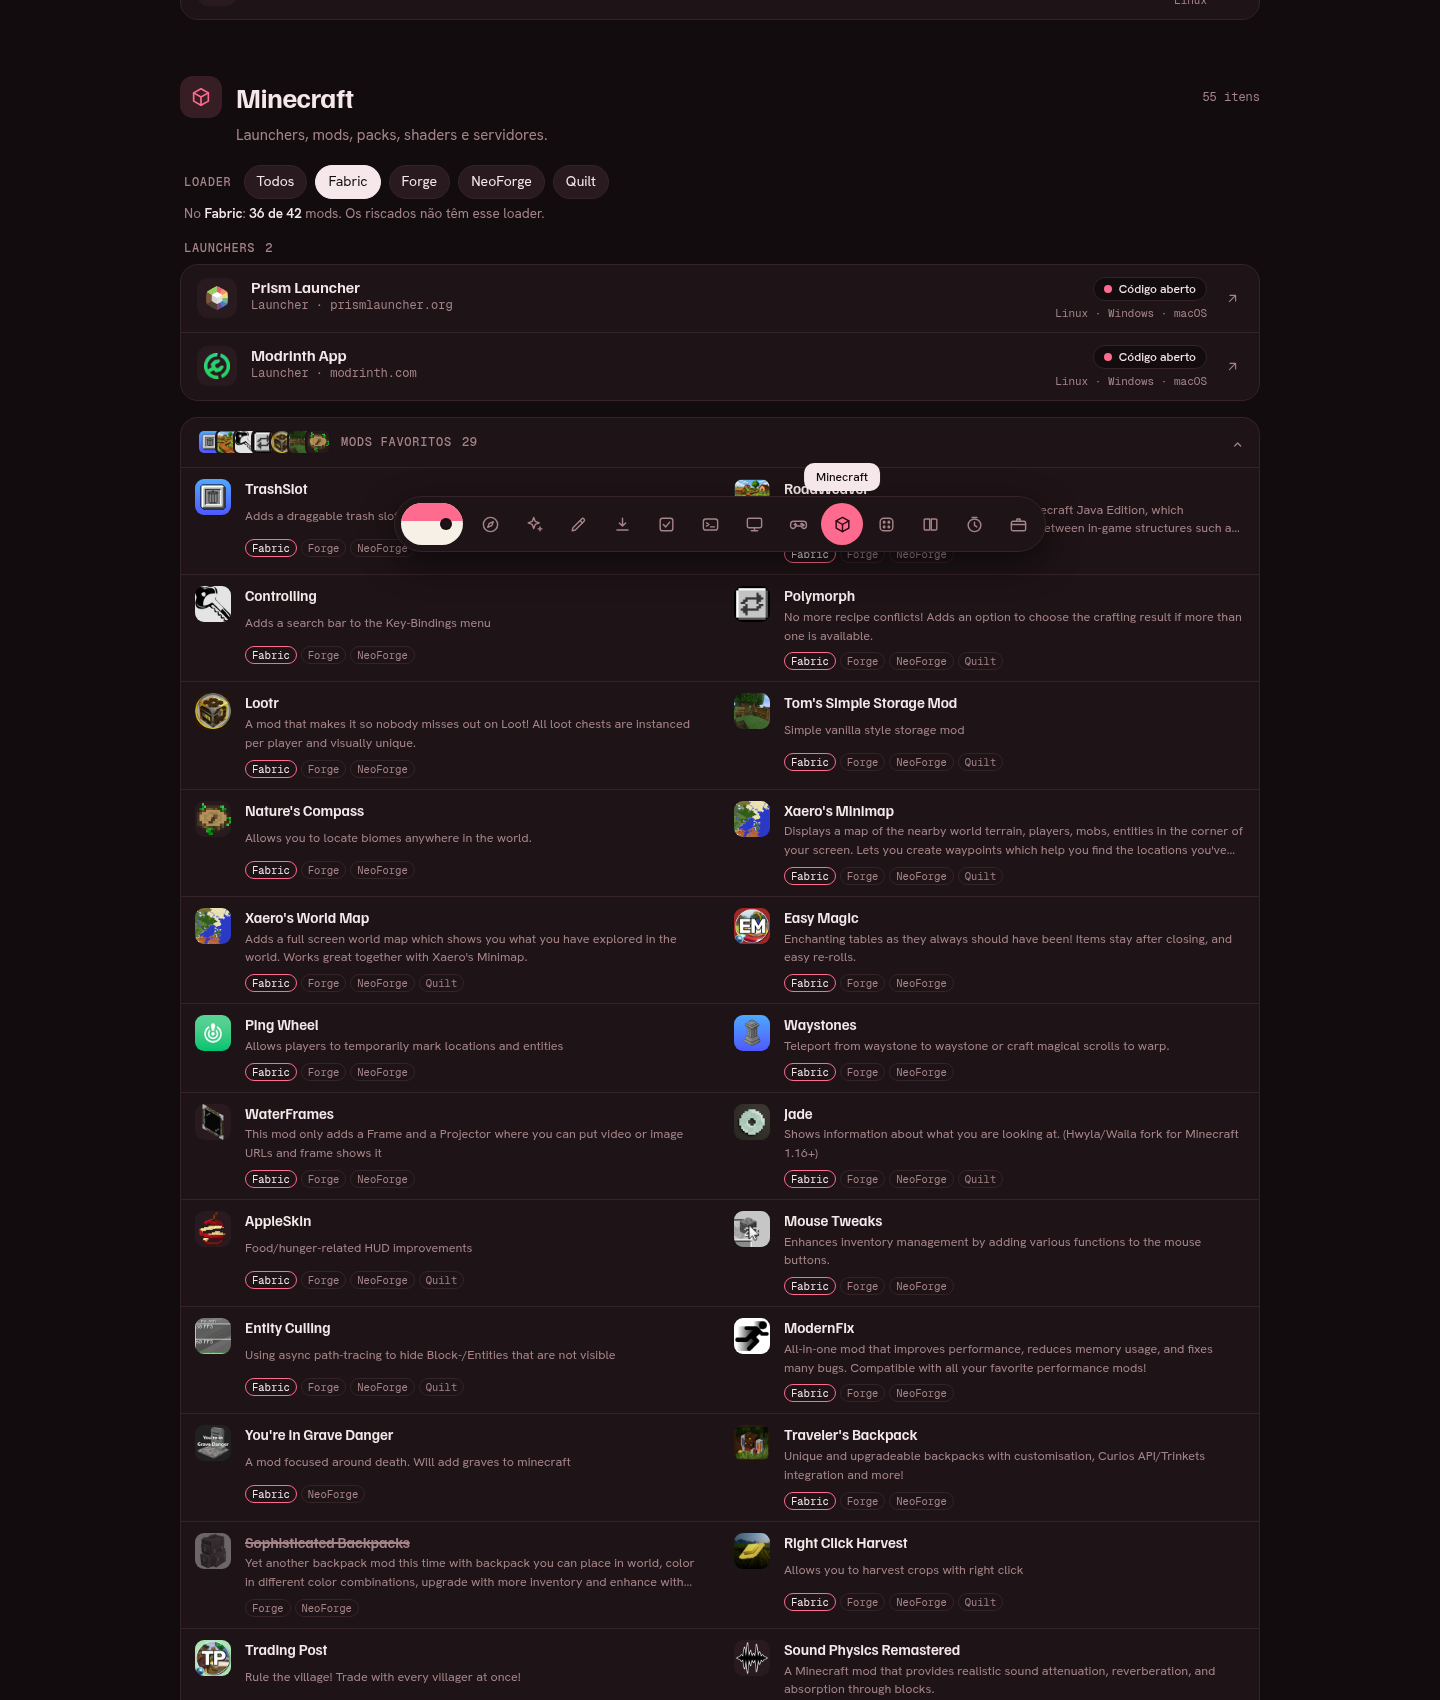 Linux
Minecraft
55 itens
Launchers, mods, packs, shaders e servidores.
LOADER Todos Fabric Forge NeoForge Quilt
No Fabric: 36 de 42 mods. Os riscados não têm esse loader.
LAUNCHERS 2
Prism Launcher
Launcher · prismlauncher.org
Código aberto
Linux · Windows · macOS
Modrinth App
Launcher · modrinth.com
Código aberto
Linux · Windows · macOS
MODS FAVORITOS 29
Minecraft
TrashSlot
Adds a draggable trash slo
Fabric Forge NeoForge
RoadWeaver
ecraft Java Edition, which
etween in-game structures such a...
Fabric Forge NeoForge
Controlling
Adds a search bar to the Key-Bindings menu
Fabric Forge NeoForge
Polymorph
No more recipe conflicts! Adds an option to choose the crafting result if more than
one is available.
Fabric Forge NeoForge Quilt
Lootr
A mod that makes it so nobody misses out on Loot! All loot chests are instanced
per player and visually unique.
Fabric Forge NeoForge
Tom's Simple Storage Mod
Simple vanilla style storage mod
Fabric Forge NeoForge Quilt
Nature's Compass
Allows you to locate biomes anywhere in the world.
Fabric Forge NeoForge
Xaero's Minimap
Displays a map of the nearby world terrain, players, mobs, entities in the corner of
your screen. Lets you create waypoints which help you find the locations you've...
Fabric Forge NeoForge Quilt
Xaero's World Map
Adds a full screen world map which shows you what you have explored in the
world. Works great together with Xaero's Minimap.
Fabric Forge NeoForge Quilt
EM
Easy Magic
Enchanting tables as they always should have been! Items stay after closing, and
easy re-rolls.
Fabric Forge NeoForge
Ping Wheel
Allows players to temporarily mark locations and entities
Fabric Forge NeoForge
Waystones
Teleport from waystone to waystone or craft magical scrolls to warp.
Fabric Forge NeoForge
WaterFrames
This mod only adds a Frame and a Projector where you can put video or image
URLs and frame shows it
Fabric Forge NeoForge
Jade
Shows information about what you are looking at. (Hwyla/Waila fork for Minecraft
1.16+)
Fabric Forge NeoForge Quilt
AppleSkin
Food/hunger-related HUD improvements
Fabric Forge NeoForge Quilt
Mouse Tweaks
Enhances inventory management by adding various functions to the mouse
buttons.
Fabric Forge NeoForge
Entity Culling
Using async path-tracing to hide Block-/Entities that are not visible
Fabric Forge NeoForge Quilt
ModernFix
All-in-one mod that improves performance, reduces memory usage, and fixes
many bugs. Compatible with all your favorite performance mods!
Fabric Forge NeoForge
You're in
Grave Danger
You're in Grave Danger
A mod focused around death. Will add graves to minecraft
Fabric NeoForge
Traveler's Backpack
Unique and upgradeable backpacks with customisation, Curios API/Trinkets
integration and more!
Fabric Forge NeoForge
Sophisticated Backpacks
Yet another backpack mod this time with backpack you can place in world, color
in different color combinations, upgrade with more inventory and enhance with...
Forge NeoForge
Right Click Harvest
Allows you to harvest crops with right click
Fabric Forge NeoForge Quilt
TP
Trading Post
Rule the village! Trade with every villager at once!
Sound Physics Remastered
A Minecraft mod that provides realistic sound attenuation, reverberation, and
absorption through blocks.